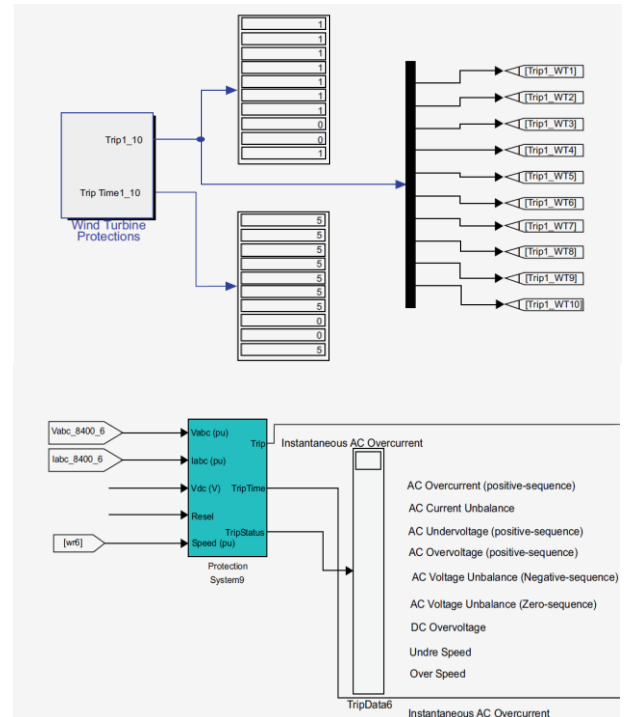 1
1
1
1
1
1
1
0
0
1
Trip1_10
Trip Time1_10
Wind Turbine
Protections
5
5
5
5
5
5
5
0
0
5
[Trip1_WT1]
[Trip1_WT2]
[Trip1_WT3]
[Trip1_WT4]
[Trip1_WT5]
[Trip1_WT6]
[Trip1_WT7]
[Trip1_WT8]
[Trip1_WT9]
[Trip1_WT10]
Vabc_8400_6
Iabc_8400_6
[wr6]
Vabc (pu)
Iabc (pu)
Vdc (V)
Resel
Speed (pu)
Trip
TripTime
TripStatus
Protection
System9
Instantaneous AC Overcurrent
AC Overcurrent (positive-sequence)
AC Current Unbalance
AC Undervoltage (positive-sequence)
AC Overvoltage (positive-sequence)
AC Voltage Unbalance (Negative-sequence)
AC Voltage Unbalance (Zero-sequence)
DC Overvoltage
Undre Speed
Over Speed
TripData6
Instantaneous AC Overcurrent